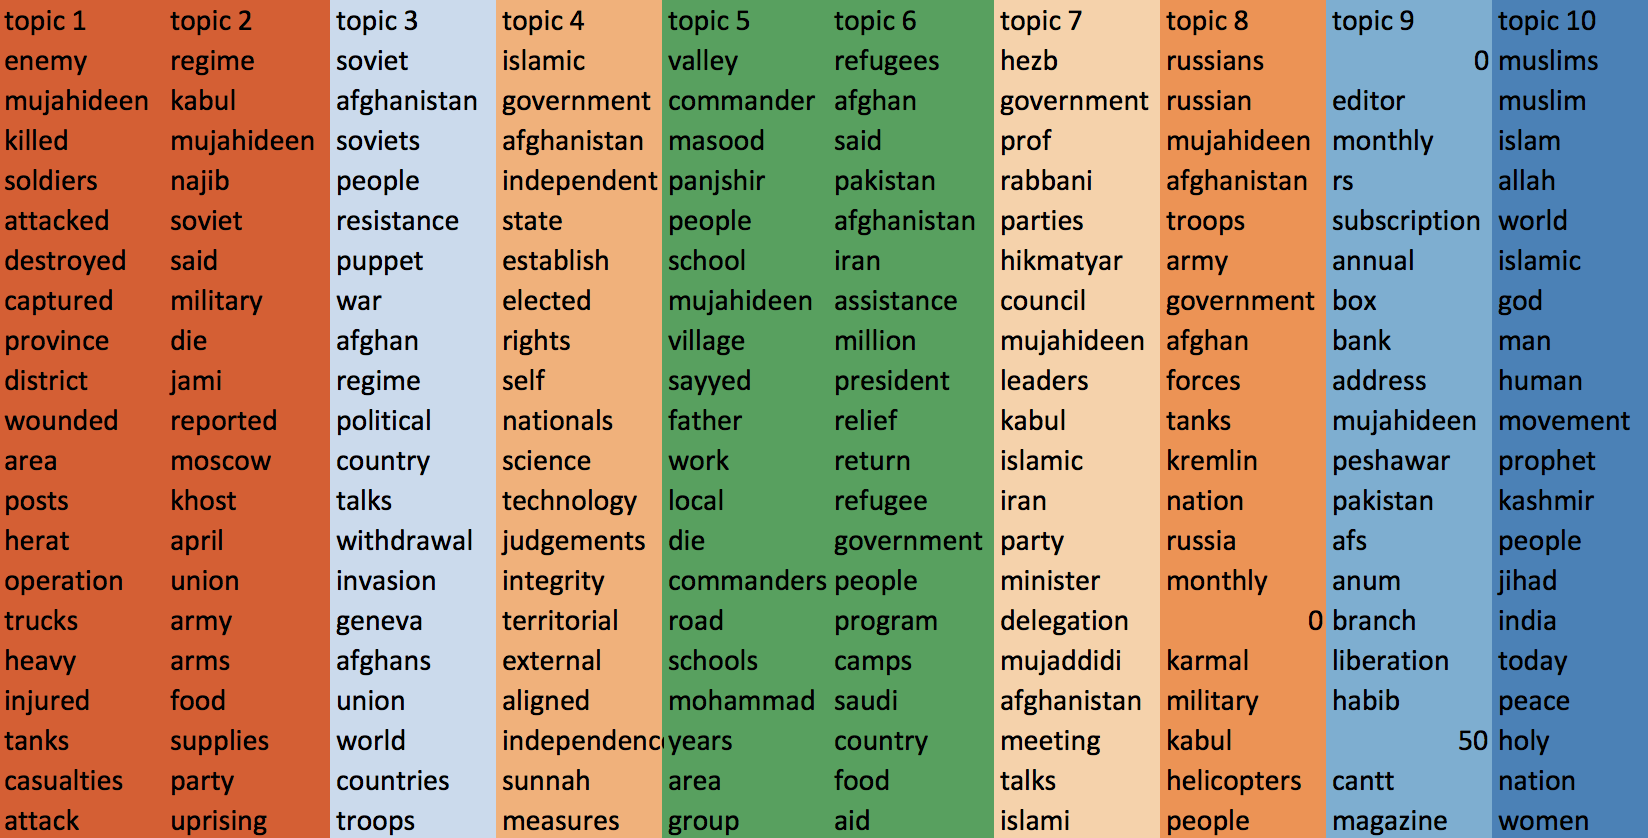 topic 1 topic 2 topic 3 topic 4 topic 5 topic 6 topic 7 topic 8 topic 9 topic 10
enemy regime soviet islamic valley refugees hezb russians 0 muslims
mujahideen kabul afghanistan government commander afghan government russian editor muslim
killed mujahideen soviets afghanistan masood said prof mujahideen monthly islam
soldiers najib people independent panjshir pakistan rabbani afghanistan rs allah
attacked soviet resistance state people afghanistan parties troops subscription world
destroyed said puppet establish school iran hikmatyar army annual islamic
captured military war elected mujahideen assistance council government box god
province die afghan rights village million mujahideen afghan bank man
district jami regime self sayyed president leaders forces address human
wounded reported political nationals father relief kabul tanks mujahideen movement
area moscow country science work return islamic kremlin peshawar prophet
posts khost talks technology local refugee iran nation pakistan kashmir
herat april withdrawal judgements die government party russia afs people
operation union invasion integrity commanders people minister monthly anum jihad
trucks army geneva territorial road program delegation 0 branch india
heavy arms afghans external schools camps mujaddidi karmal liberation today
injured food union aligned mohammad saudi afghanistan military habib peace
tanks supplies world independenc years country meeting kabul 50 holy
casualties party countries sunnah area food talks helicopters cantt nation
attack uprising troops measures group aid islami people magazine women